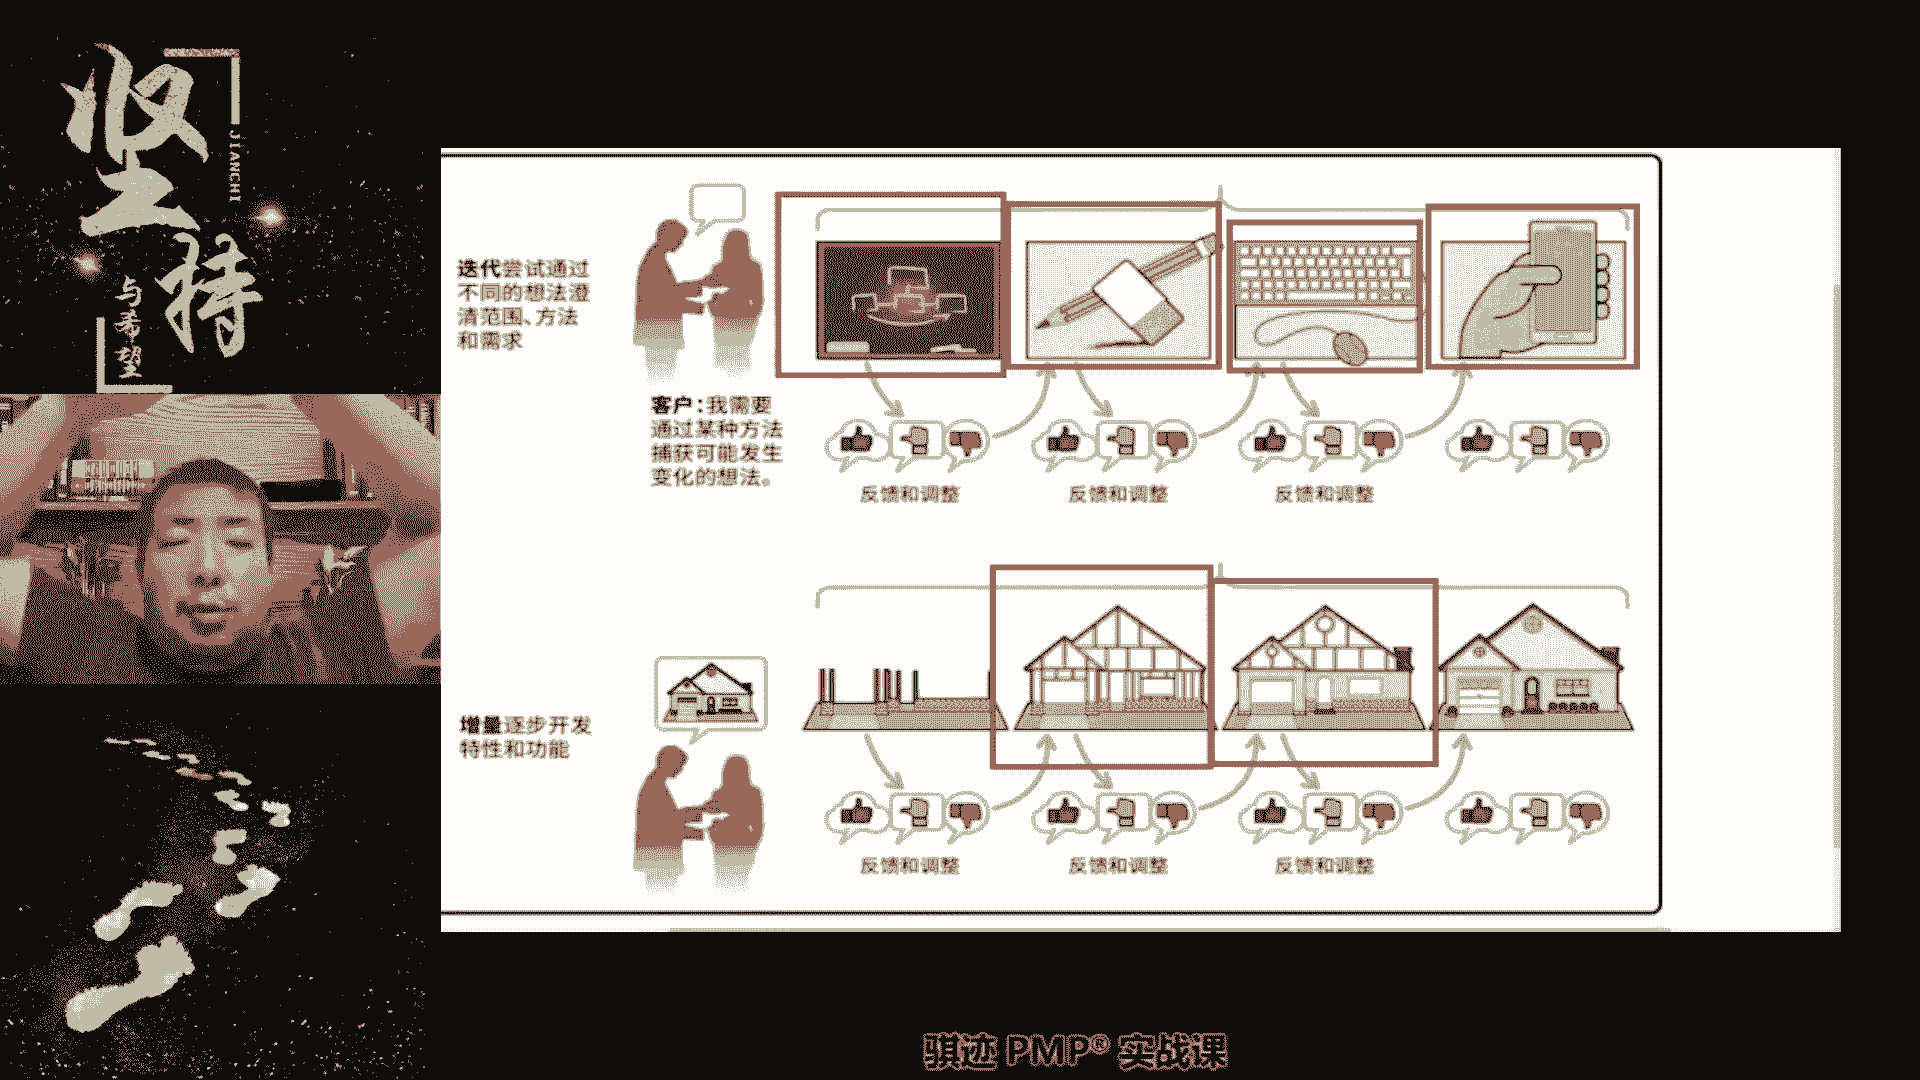 坚持
JIANCHI
与希望
迭代尝试通过
不同的想法澄
清范围、方法
和需求
客户：我需要
通过某种方法
捕获可能发生
变化的想法。
反馈和调整
反馈和调整
反馈和调整
增量逐步开发
特性和功能
反馈和调整
反馈和调整
反馈和调整
骐迹 PMP® 实战课